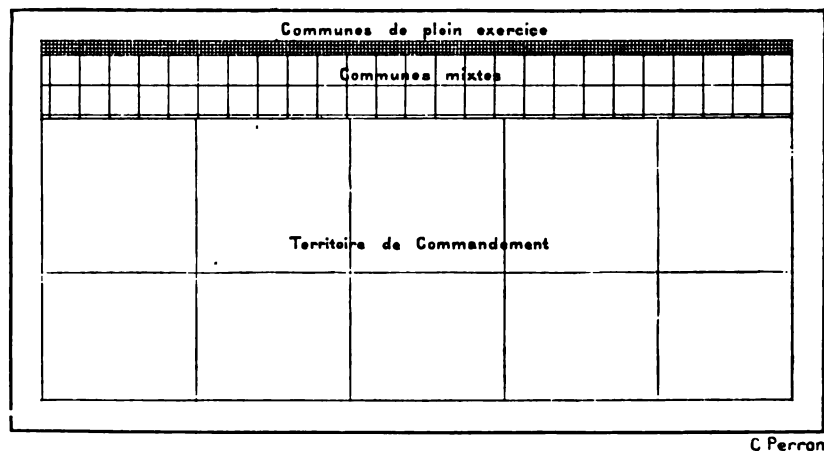 Communes de plein exercice
Communes mixtes
Territoire de Commandement
C Perron